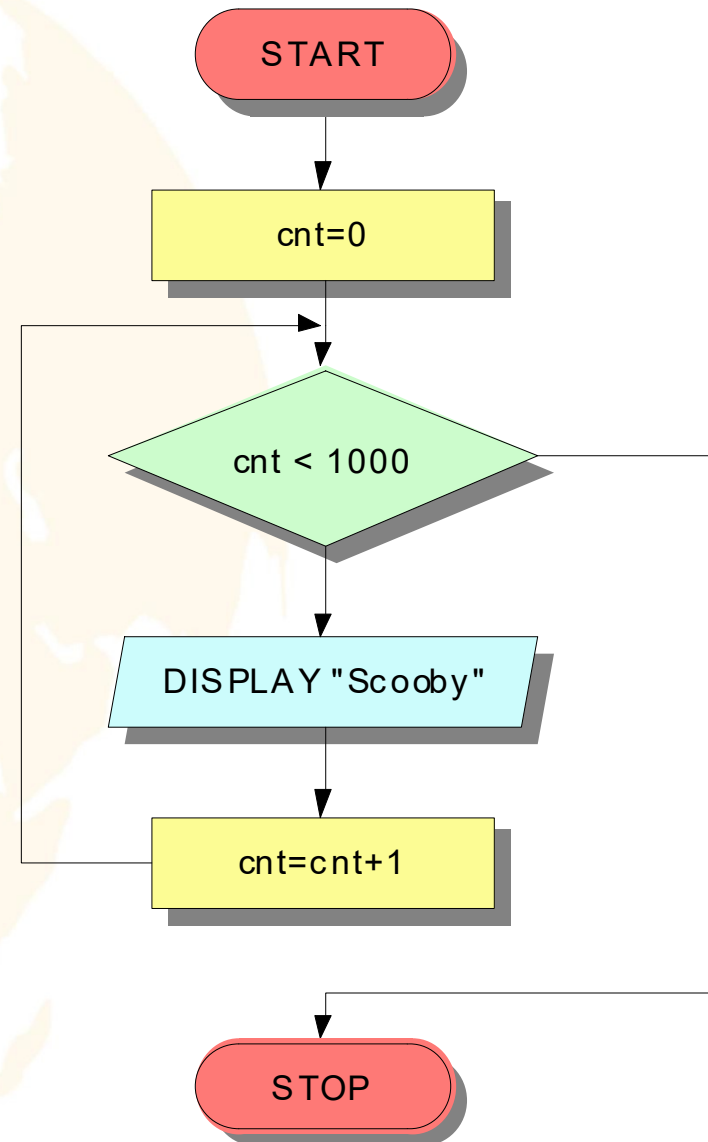 START
cnt=0
cnt < 1000
DISPLAY "Scooby"
cnt=cnt+1
STOP